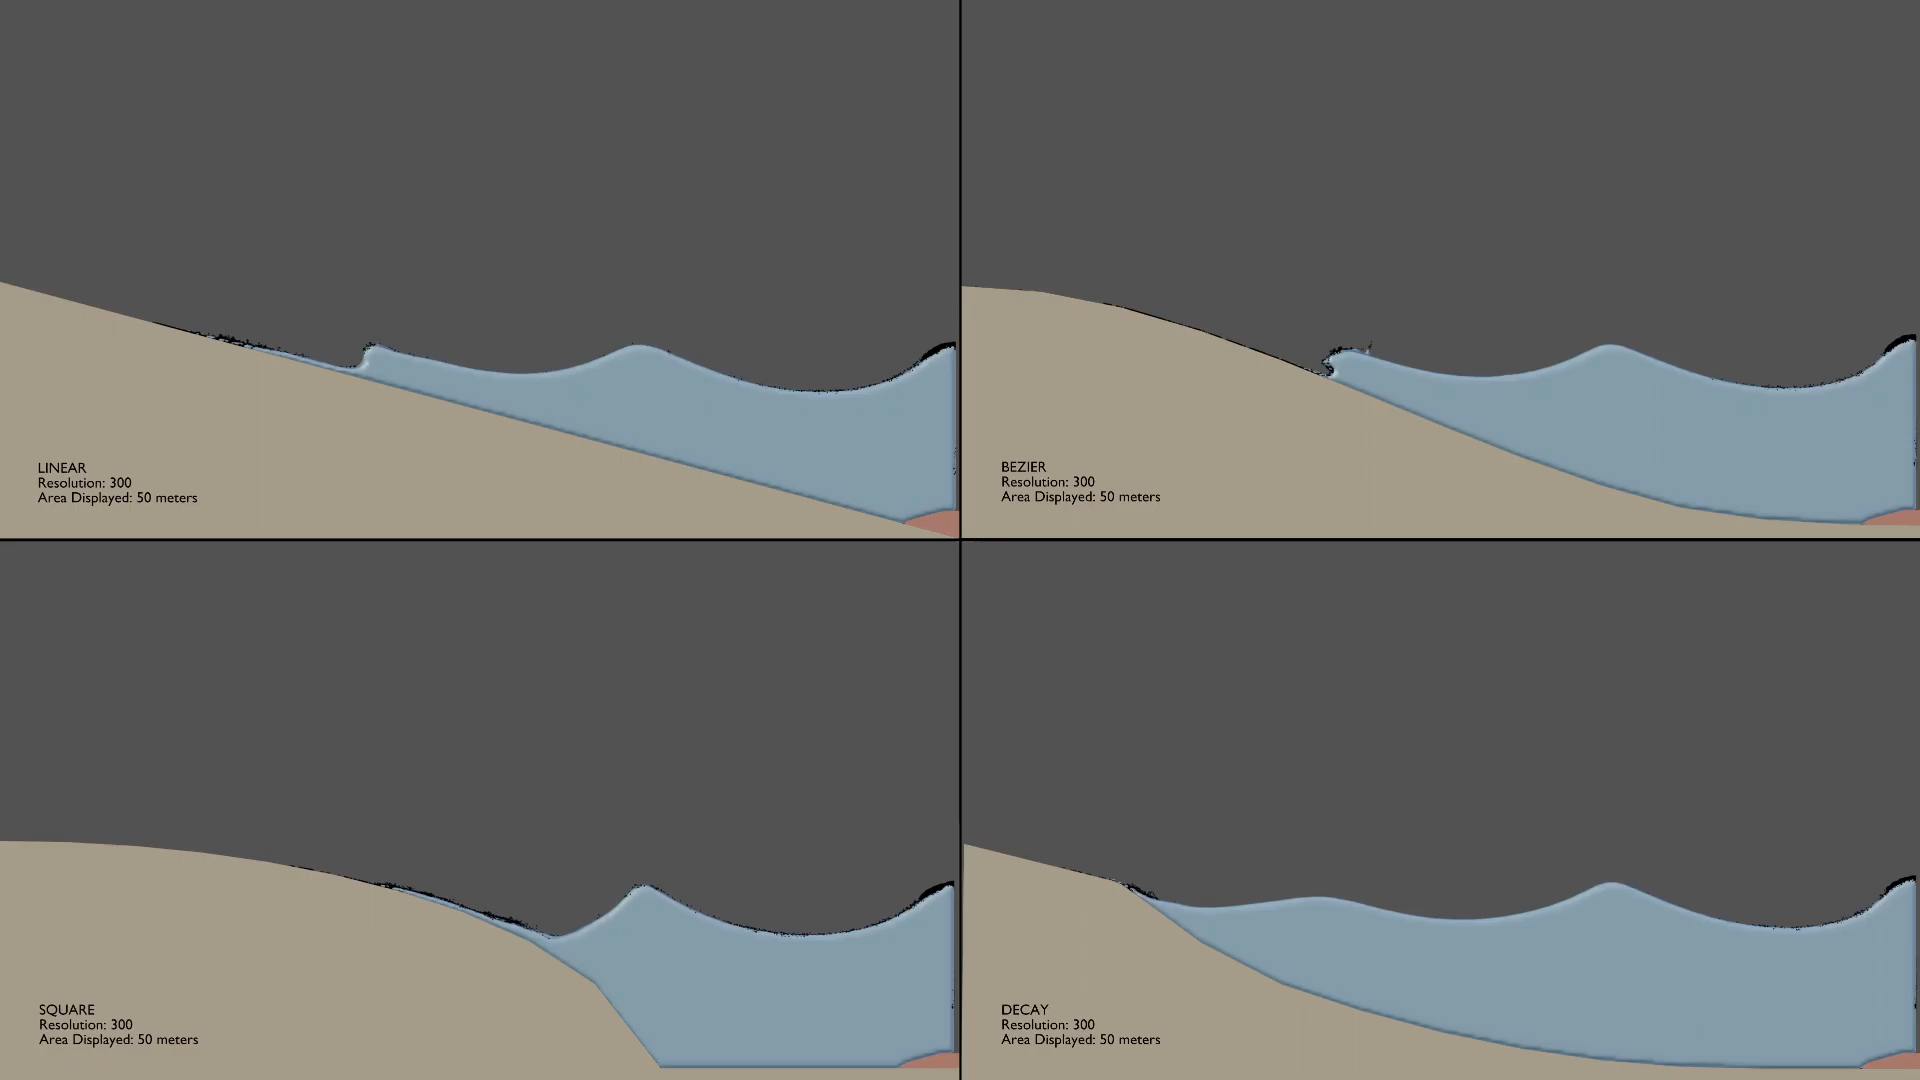 LINEAR
Resolution: 300
Area Displayed: 50 meters
BEZIER
Resolution: 300
Area Displayed: 50 meters
SQUARE
Resolution: 300
Area Displayed: 50 meters
DECAY
Resolution: 300
Area Displayed: 50 meters